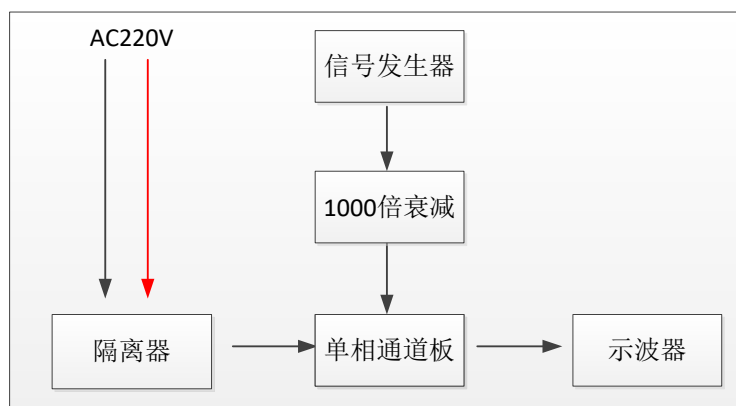 AC220V
信号发生器
1000倍衰减
隔离器
单相通道板
示波器